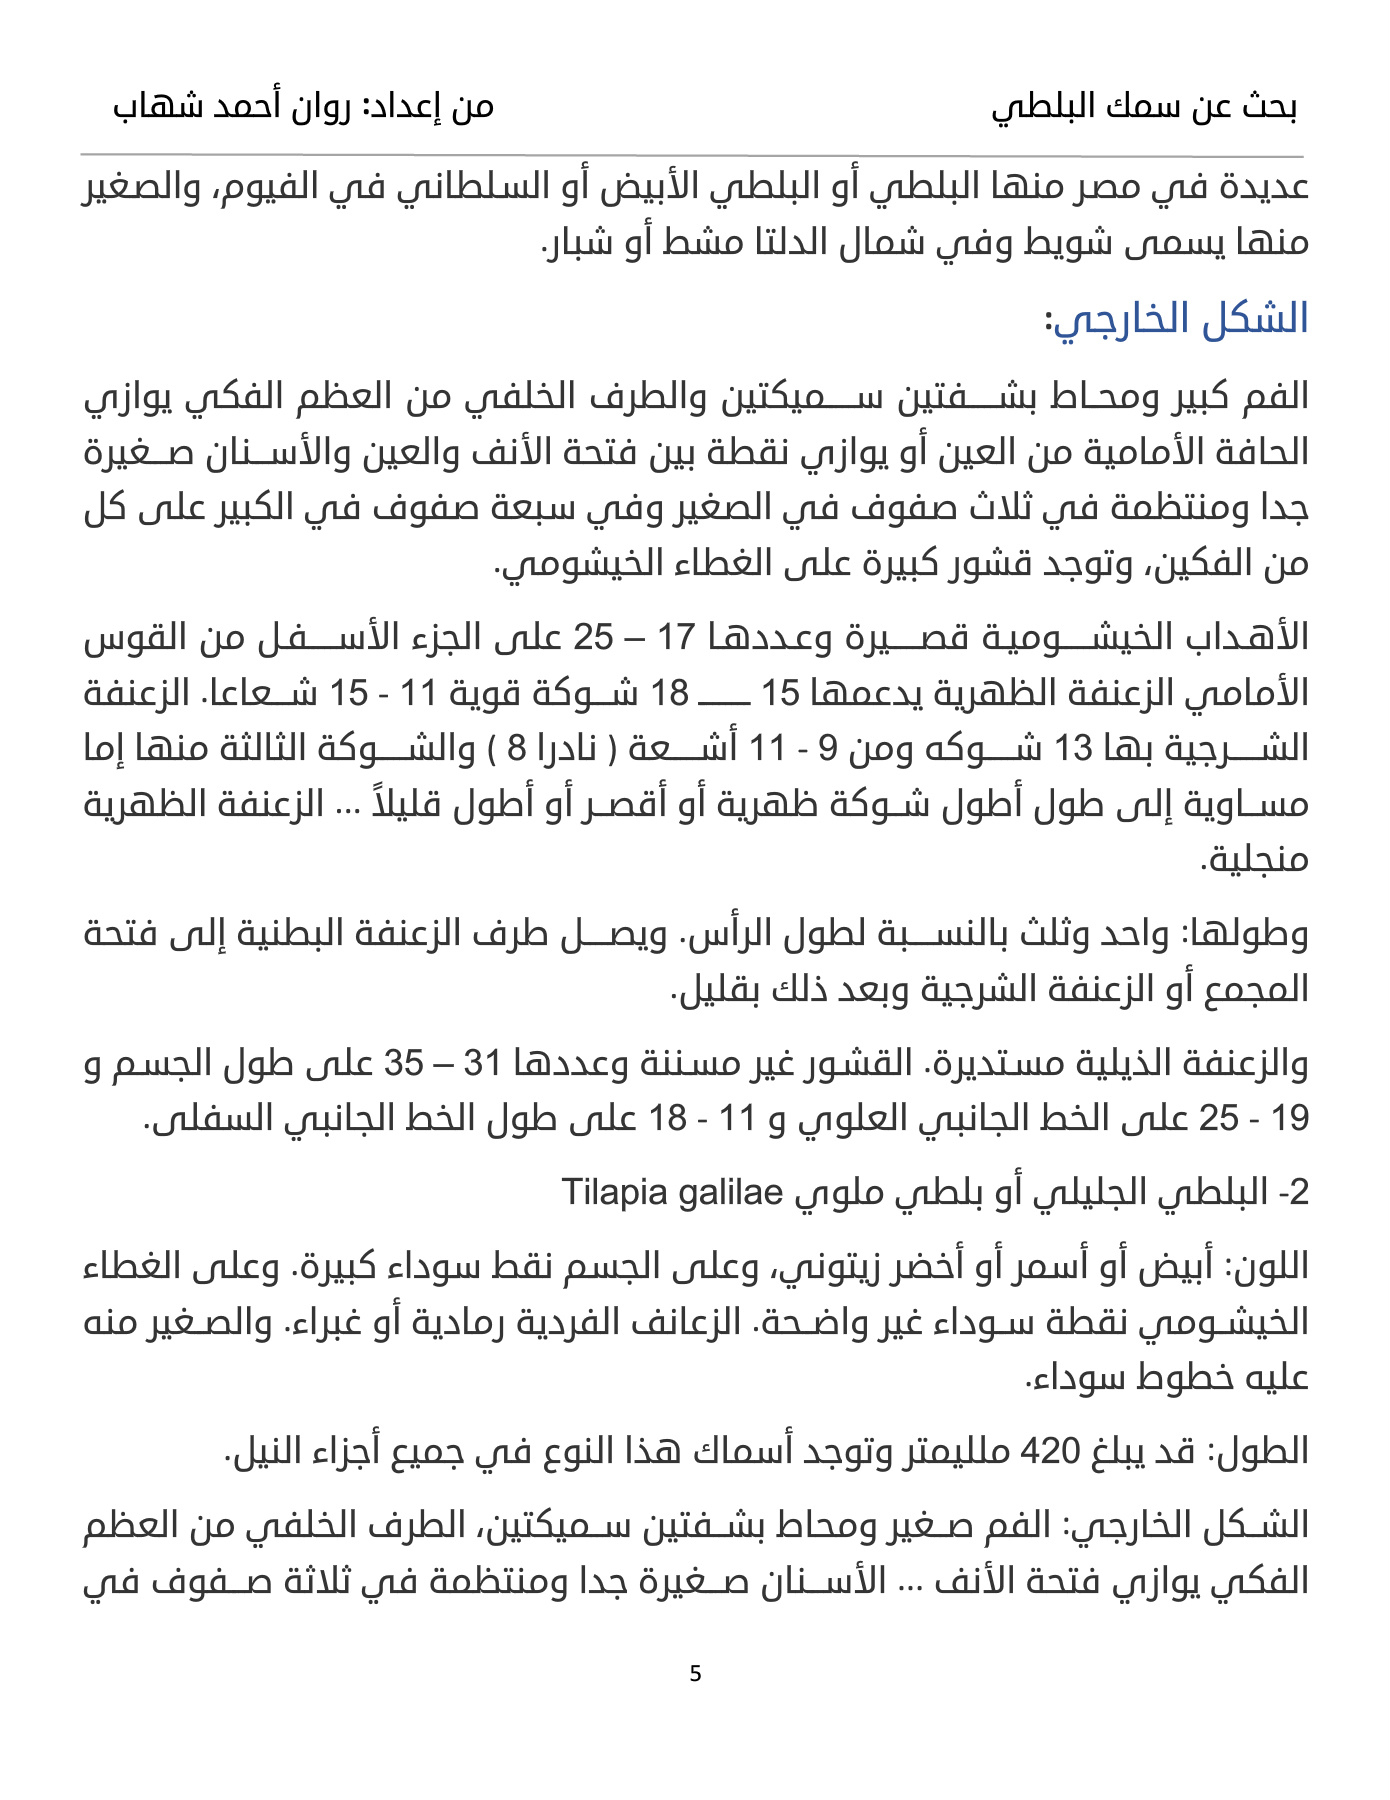 بحث عن سمك البلطي من إعداد: روان أحمد شهاب
عديدة في مصر منها البلطي أو البلطي الأبيض أو السلطاني في الفيوم، والصغير
منها يسمى شويط وفي شمال الدلتا مشط أو شبار.
الشكل الخارجي:
الفم كبير ومحاط بشفتين سميكتين والطرف الخلفي من العظم الفكي يوازي
الحافة الأمامية من العين أو يوازي نقطة بين فتحة الأنف والعين والأسنان صغيرة
جدا ومنتظمة في ثلاث صفوف في الصغير وفي سبعة صفوف في الكبير على كل
من الفكين، وتوجد قشور كبيرة على الغطاء الخيشومي.
الأهداب الخيشومية قصيرة وعددها 17 – 25 على الجزء الأسفل من القوس
الأمامي الزعنفة الظهرية يدعمها 15 ـــ 18 شوكة قوية 11 - 15 شعاعا. الزعنفة
الشرجية بها 13 شوكه ومن 9 - 11 أشعة ( نادرا 8 ) والشوكة الثالثة منها إما
مساوية إلى طول أطول شوكة ظهرية أو أقصر أو أطول قليلاً ... الزعنفة الظهرية
منجلية.
وطولها: واحد وثلث بالنسبة لطول الرأس. ويصل طرف الزعنفة البطنية إلى فتحة
المجمع أو الزعنفة الشرجية وبعد ذلك بقليل.
والزعنفة الذيلية مستديرة. القشور غير مسننة وعددها 31 – 35 على طول الجسم و
19 - 25 على الخط الجانبي العلوي و 11 - 18 على طول الخط الجانبي السفلى.
2- البلطي الجليلي أو بلطي ملوي Tilapia galilae
اللون: أبيض أو أسمر أو أخضر زيتوني، وعلى الجسم نقط سوداء كبيرة. وعلى الغطاء
الخيشومي نقطة سوداء غير واضحة. الزعانف الفردية رمادية أو غبراء. والصغير منه
عليه خطوط سوداء.
الطول: قد يبلغ 420 ملليمتر وتوجد أسماك هذا النوع في جميع أجزاء النيل.
الشكل الخارجي: الفم صغير ومحاط بشفتين سميكتين، الطرف الخلفي من العظم
الفكي يوازي فتحة الأنف ... الأسنان صغيرة جدا ومنتظمة في ثلاثة صفوف في
5